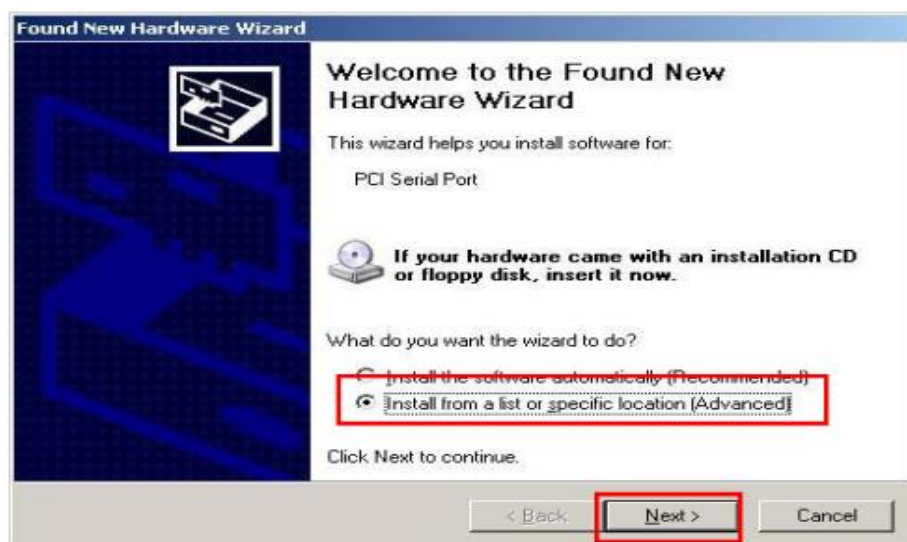 Found New Hardware Wizard
Welcome to the Found New
Hardware Wizard
This wizard helps you install software for:
PCI Serial Port
If your hardware came with an installation CD
or floppy disk, insert it now.
What do you want the wizard to do?
Install the software automatically (Recommended)
Install from a list or specific location (Advanced)
Click Next to continue.
< Back Next > Cancel